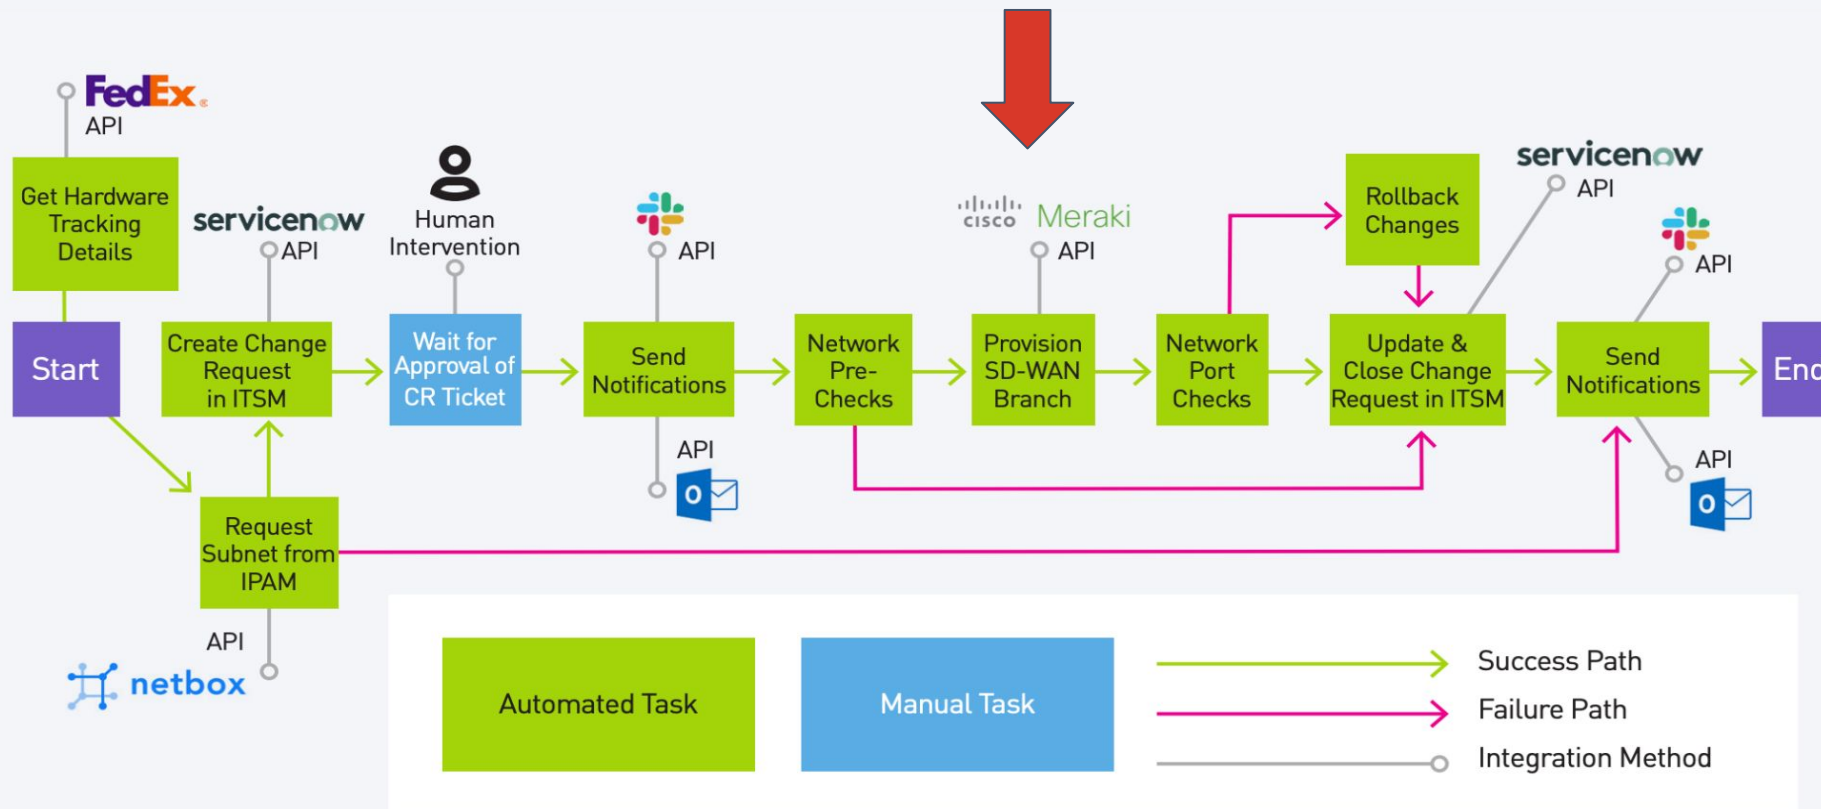 FedEx
API
Get Hardware
Tracking
Details
Start
servicenow
API
Create Change
Request
in ITSM
Request
Subnet from
IPAM
API
netbox
Human
Intervention
Wait for
Approval of
CR Ticket
API
Send
Notifications
API
O
Network
Pre-
Checks
CISCO Meraki
API
Provision
SD-WAN
Branch
Network
Port
Checks
Rollback
Changes
servicenow
API
Update &
Close Change
Request in ITSM
API
Send
Notifications
API
O
End
Automated Task
Manual Task
Success Path
Failure Path
Integration Method